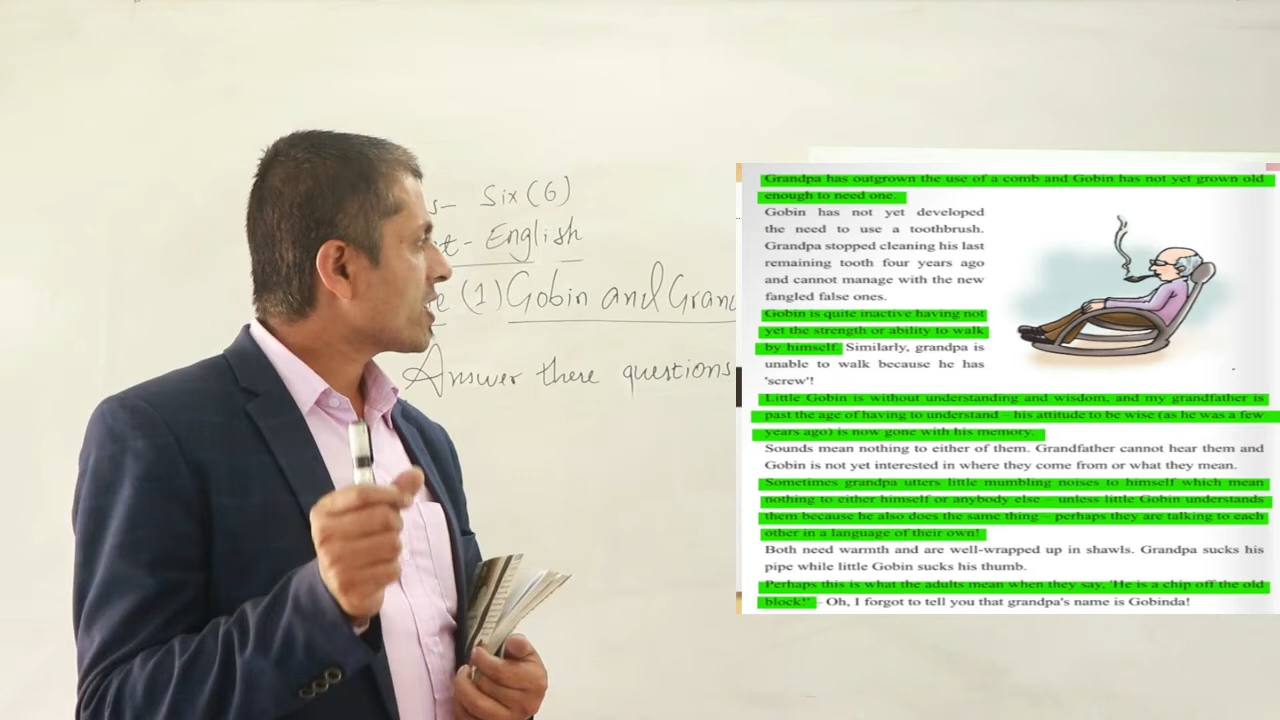 s- Six (6)
t- English
e (1) Gobin and Gran
Answer there questions
Grandpa has outgrown the use of a comb and Gobin has not yet grown old
enough to need one.
Gobin has not yet developed
the need to use a toothbrush.
Grandpa stopped cleaning his last
remaining tooth four years ago
and cannot manage with the new
fangled false ones.
Gobin is quite inactive having not
yet the strength or ability to walk
by himself. Similarly, grandpa is
unable to walk because he has
'screw'!
Little Gobin is without understanding and wisdom, and my grandfather is
past the age of having to understand – his attitude to be wise (as he was a few
years ago) is now gone with his memory.
Sounds mean nothing to either of them. Grandfather cannot hear them and
Gobin is not yet interested in where they come from or what they mean.
Sometimes grandpa utters little mumbling noises to himself which mean
nothing to either himself or anybody else – unless little Gobin understands
them because he also does the same thing – perhaps they are talking to each
other in a language of their own!
Both need warmth and are well-wrapped up in shawls. Grandpa sucks his
pipe while little Gobin sucks his thumb.
Perhaps this is what the adults mean when they say, 'He is a chip off the old
block!' – Oh, I forgot to tell you that grandpa's name is Gobinda!